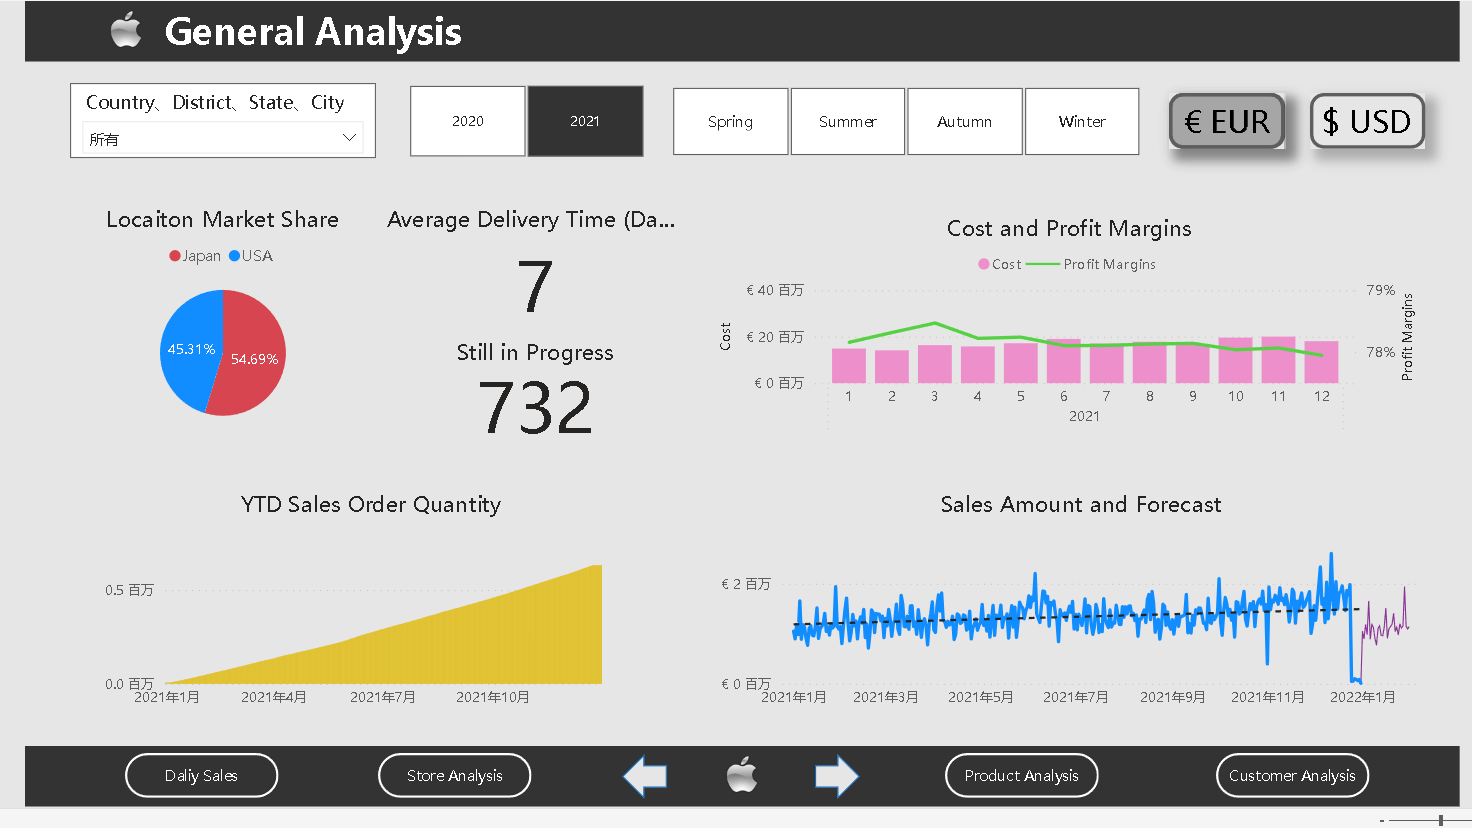 General Analysis
Country、District、State、City
所有
2020
2021
Spring
Summer
Autumn
Winter
€ EUR
$ USD
Locaiton Market Share
Japan
USA
45.31%
54.69%
Average Delivery Time (Da...
7
Still in Progress
732
Cost and Profit Margins
Cost
Profit Margins
€ 40 百万
€ 20 百万
€ 0 百万
Cost
79%
78%
Profit Margins
1 2 3 4 5 6 7 8 9 10 11 12
2021
YTD Sales Order Quantity
0.5 百万
0.0 百万
2021年1月 2021年4月 2021年7月 2021年10月
Sales Amount and Forecast
€ 2 百万
€ 0 百万
2021年1月 2021年3月 2021年5月 2021年7月 2021年9月 2021年11月 2022年1月
Daliy Sales
Store Analysis
Product Analysis
Customer Analysis